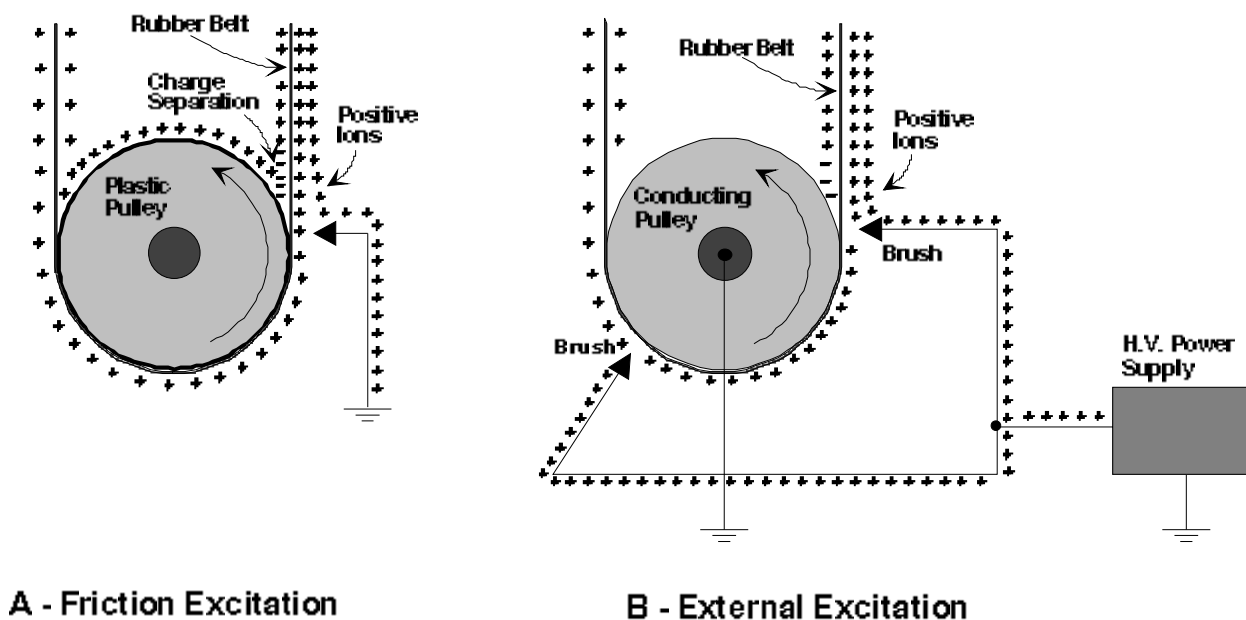 Rubber Belt
Charge
Separation
Positive
Ions
Plastic
Pulley
A - Friction Excitation
Rubber Belt
Positive
Ions
Conducting
Pulley
Brush
Brush
H.V. Power
Supply
B - External Excitation